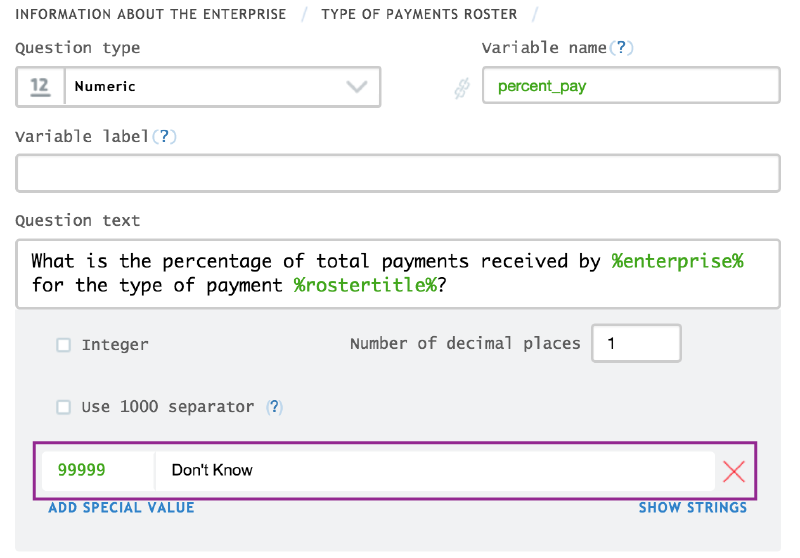 INFORMATION ABOUT THE ENTERPRISE / TYPE OF PAYMENTS ROSTER /
Question type
Variable name(?)
12 Numeric
percent_pay
Variable label(?)
Question text
What is the percentage of total payments received by %enterprise%
for the type of payment %rostertitle%?
Integer
Number of decimal places 1
Use 1000 separator (?)
99999 Don't Know
ADD SPECIAL VALUE
SHOW STRINGS